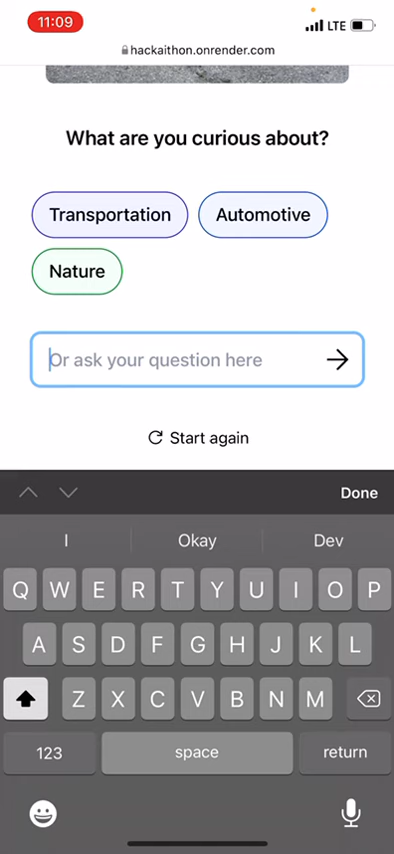 11:09
LTE
hackaithon.onrender.com
What are you curious about?
Transportation Automotive
Nature
Or ask your question here
Start again
Done
I Okay Dev
Q W E R T Y U I O P
A S D F G H J K L
Z X C V B N M
123 space return